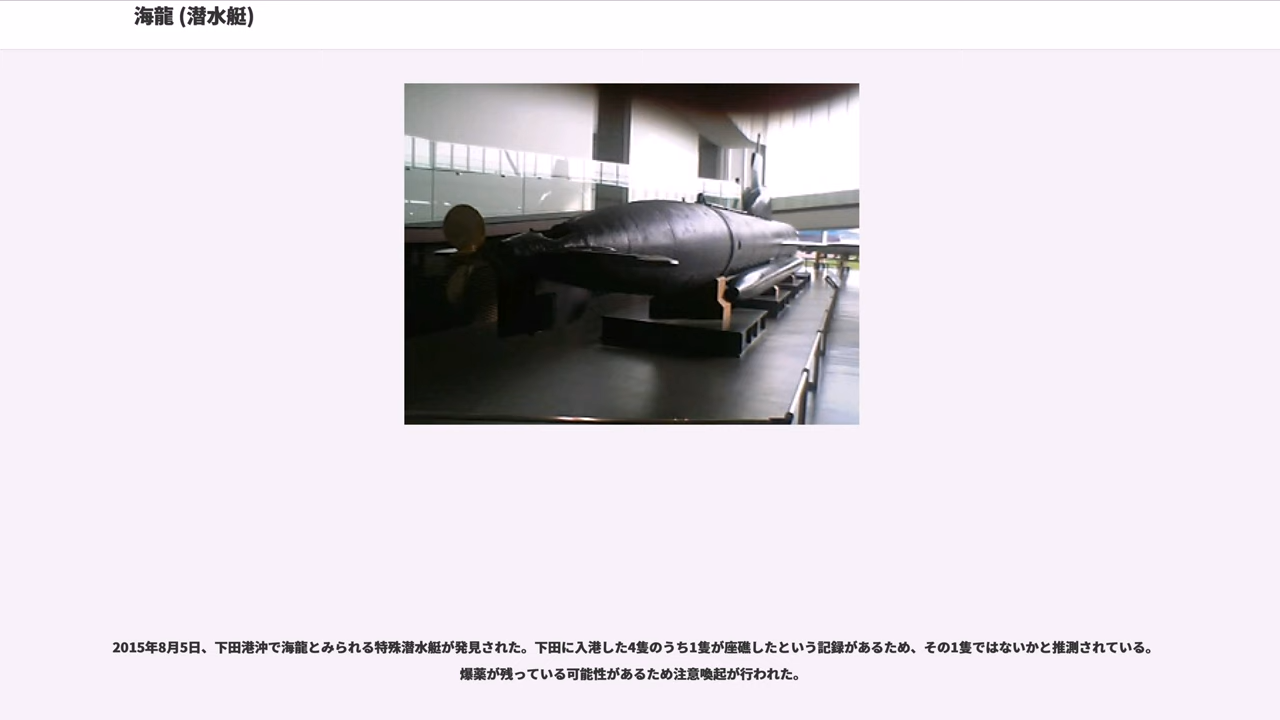 海龍 (潜水艇)
2015年8月5日、下田港沖で海龍とみられる特殊潜水艇が発見された。下田に入港した4隻のうち1隻が座礁したという記録があるため、その1隻ではないかと推測されている。
爆薬が残っている可能性があるため注意喚起が行われた。